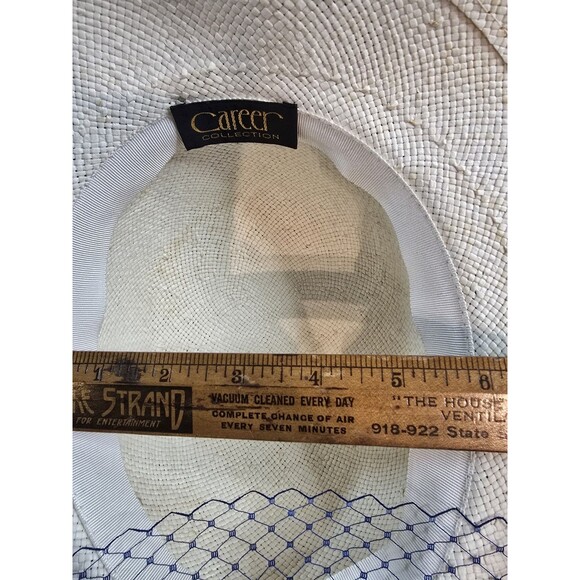 Career
COLLECTION
1 2 3 4 5 6
STRAND
FOR ENTERTAINMENT
VACUUM CLEANED EVERY DAY
COMPLETE CHANGE OF AIR
EVERY SEVEN MINUTES
"THE HOUSE
VENTIL
918-922 State